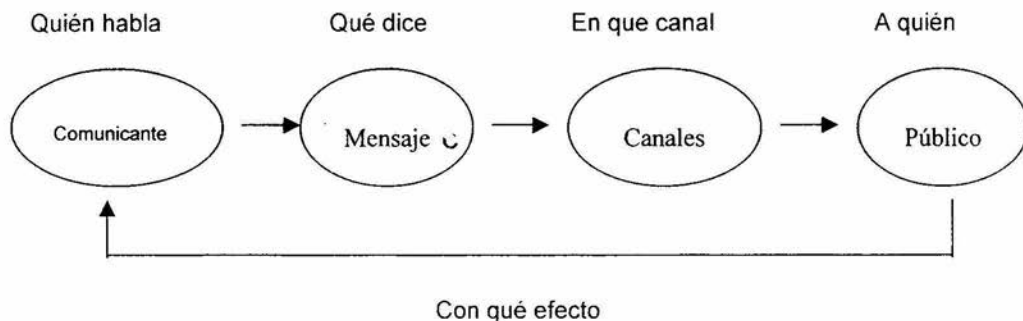 Quién habla Qué dice En que canal A quién
Comunicante Mensaje Canales Público
Con qué efecto